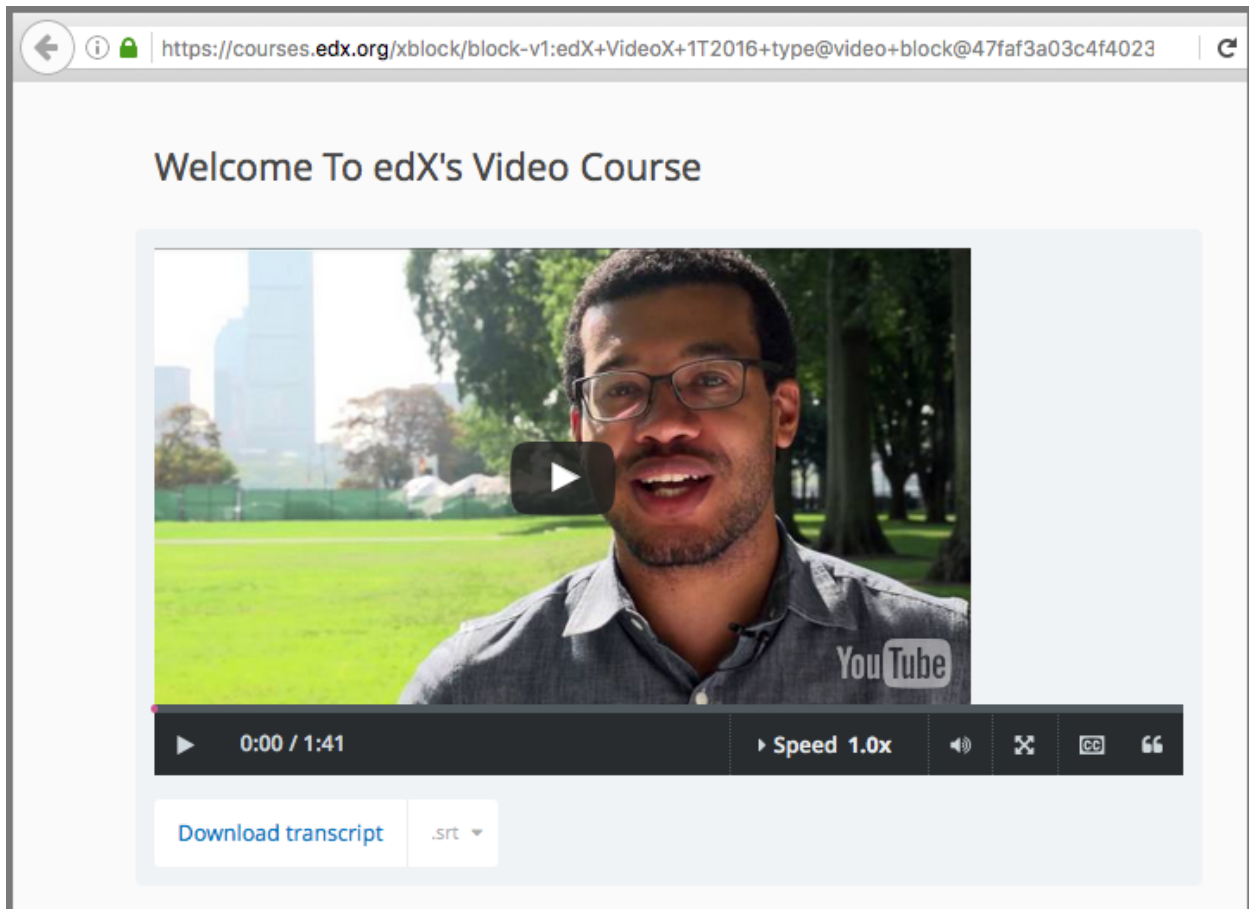 https://courses.edx.org/xblock/block-v1:edX+VideoX+1T2016+type@video+block@47faf3a03c4f4023
Welcome To edX's Video Course
YouTube
0:00 / 1:41
Speed 1.0x
CC
Download transcript
.srt